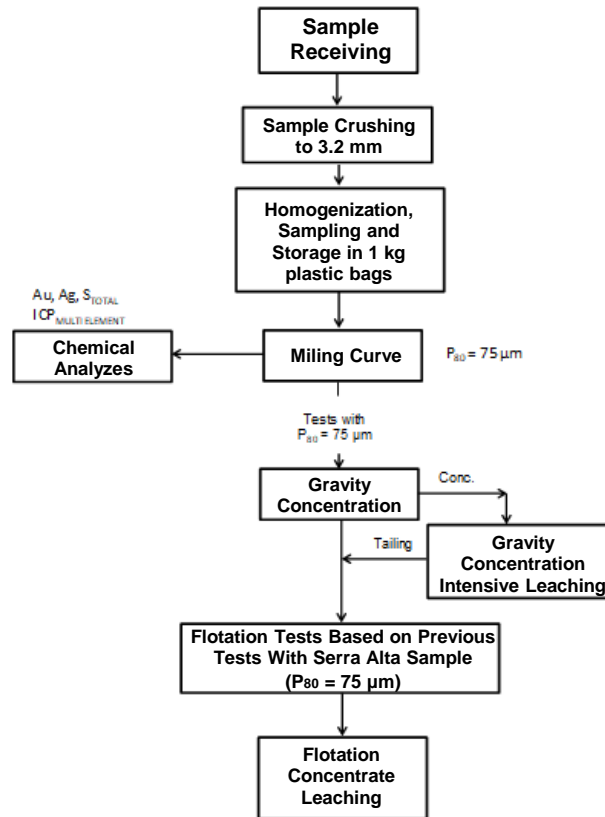 Sample
Receiving
Sample Crushing
to 3.2 mm
Homogenization,
Sampling and
Storage in 1 kg
plastic bags
Au, Ag, S_TOTAL
ICP_MULTI ELEMENT
Chemical
Analyzes
Miling Curve
P₈₀ = 75 µm
Tests with
P₈₀ = 75 µm
Gravity
Concentration
Conc.
Tailing
Gravity
Concentration
Intensive Leaching
Flotation Tests Based on Previous
Tests With Serra Alta Sample
(P₈₀ = 75 µm)
Flotation
Concentrate
Leaching